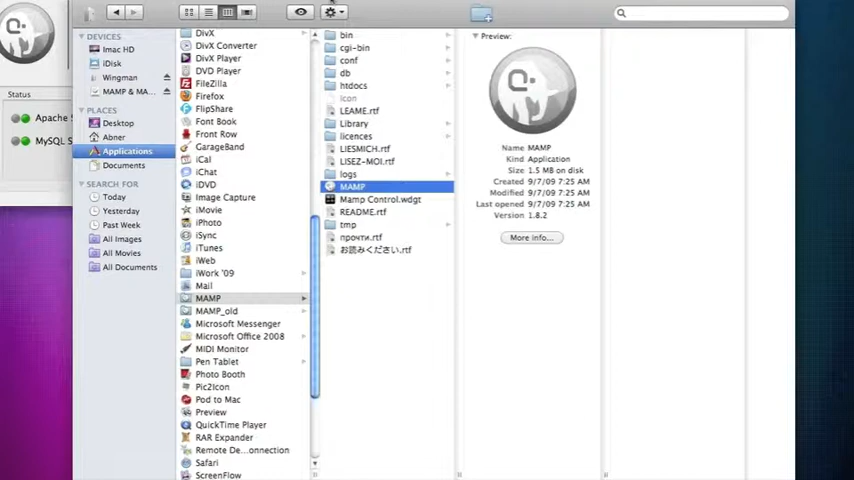 Status
Apache S
MySQL S
DEVICES
Imac HD
iDisk
Wingman
MAMP & MA...
PLACES
Desktop
Abner
Applications
Documents
SEARCH FOR
Today
Yesterday
Past Week
All Images
All Movies
All Documents
DivX
DivX Converter
DivX Player
DVD Player
FileZilla
Firefox
FlipShare
Font Book
Front Row
GarageBand
iCal
iChat
iDVD
Image Capture
iMovie
iPhoto
iSync
iTunes
iWeb
iWork '09
Mail
MAMP
MAMP_old
Microsoft Messenger
Microsoft Office 2008
MIDI Monitor
Pen Tablet
Photo Booth
Pic2Icon
Pod to Mac
Preview
QuickTime Player
RAR Expander
Remote De...onnection
Safari
ScreenFlow
bin
cgi-bin
conf
db
htdocs
Icon
LEAME.rtf
Library
licences
LIESMICH.rtf
LISEZ-MOI.rtf
logs
MAMP
Mamp Control.wdgt
README.rtf
tmp
прочти.rtf
お読みください.rtf
Preview:
Name MAMP
Kind Application
Size 1.5 MB on disk
Created 9/7/09 7:25 AM
Modified 9/7/09 7:25 AM
Last opened 9/7/09 7:25 AM
Version 1.8.2
More info...